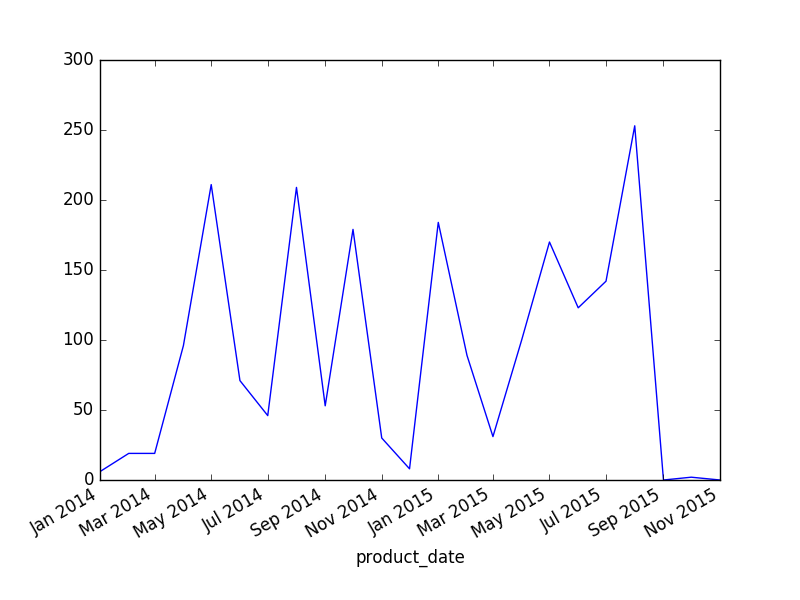 300
250
200
150
100
50
0
Jan 2014
Mar 2014
May 2014
Jul 2014
Sep 2014
Nov 2014
Jan 2015
Mar 2015
May 2015
Jul 2015
Sep 2015
Nov 2015
product_date